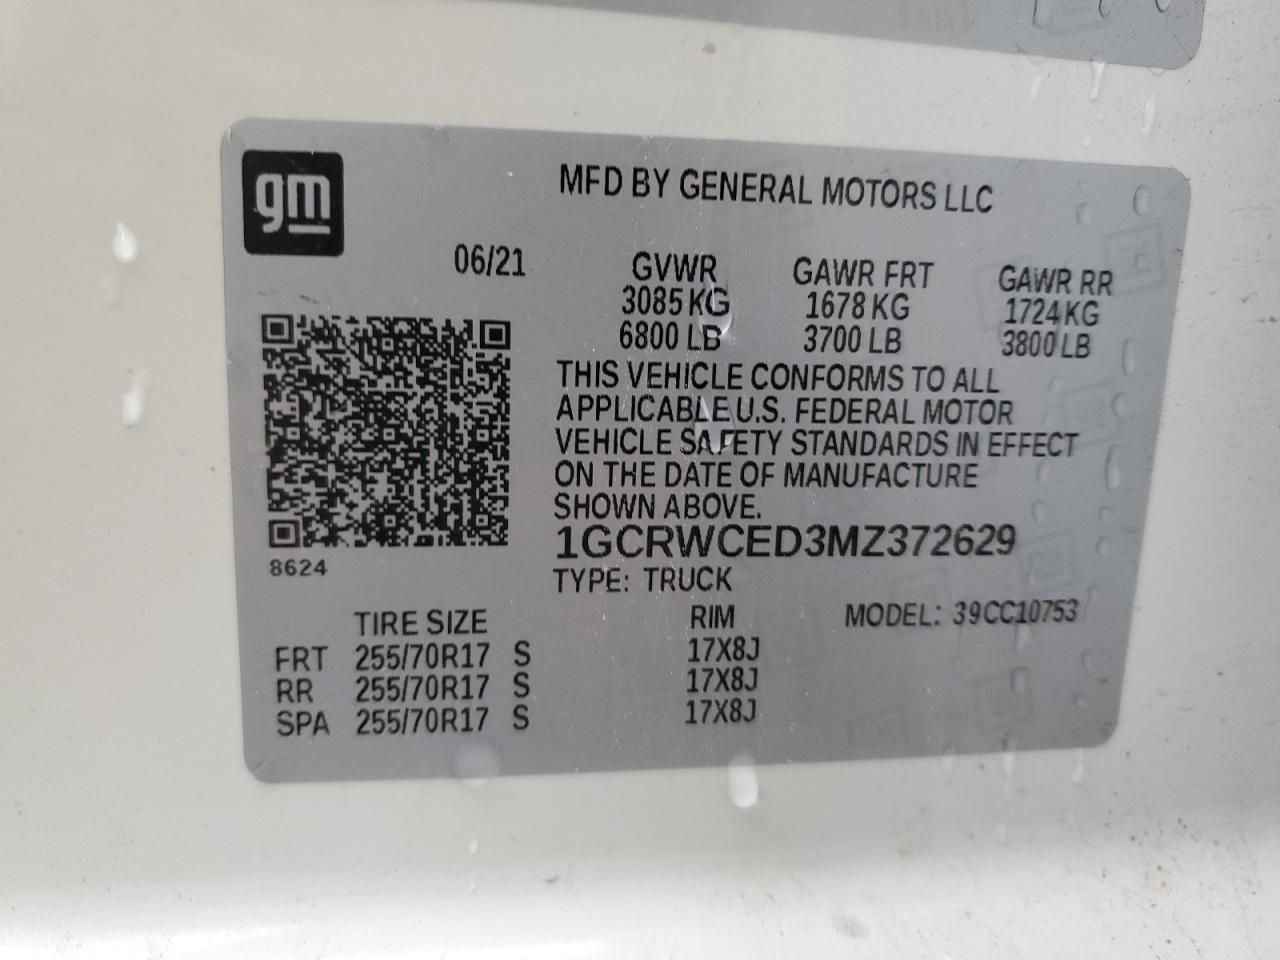 gm
MFD BY GENERAL MOTORS LLC
06/21
GVWR GAWR FRT GAWR RR
3085 KG 1678 KG 1724 KG
6800 LB 3700 LB 3800 LB
THIS VEHICLE CONFORMS TO ALL
APPLICABLE U.S. FEDERAL MOTOR
VEHICLE SAFETY STANDARDS IN EFFECT
ON THE DATE OF MANUFACTURE
SHOWN ABOVE.
1GCRWCED3MZ372629
8624
TYPE: TRUCK
TIRE SIZE RIM MODEL: 39CC10753
FRT 255/70R17 S 17X8J
RR 255/70R17 S 17X8J
SPA 255/70R17 S 17X8J